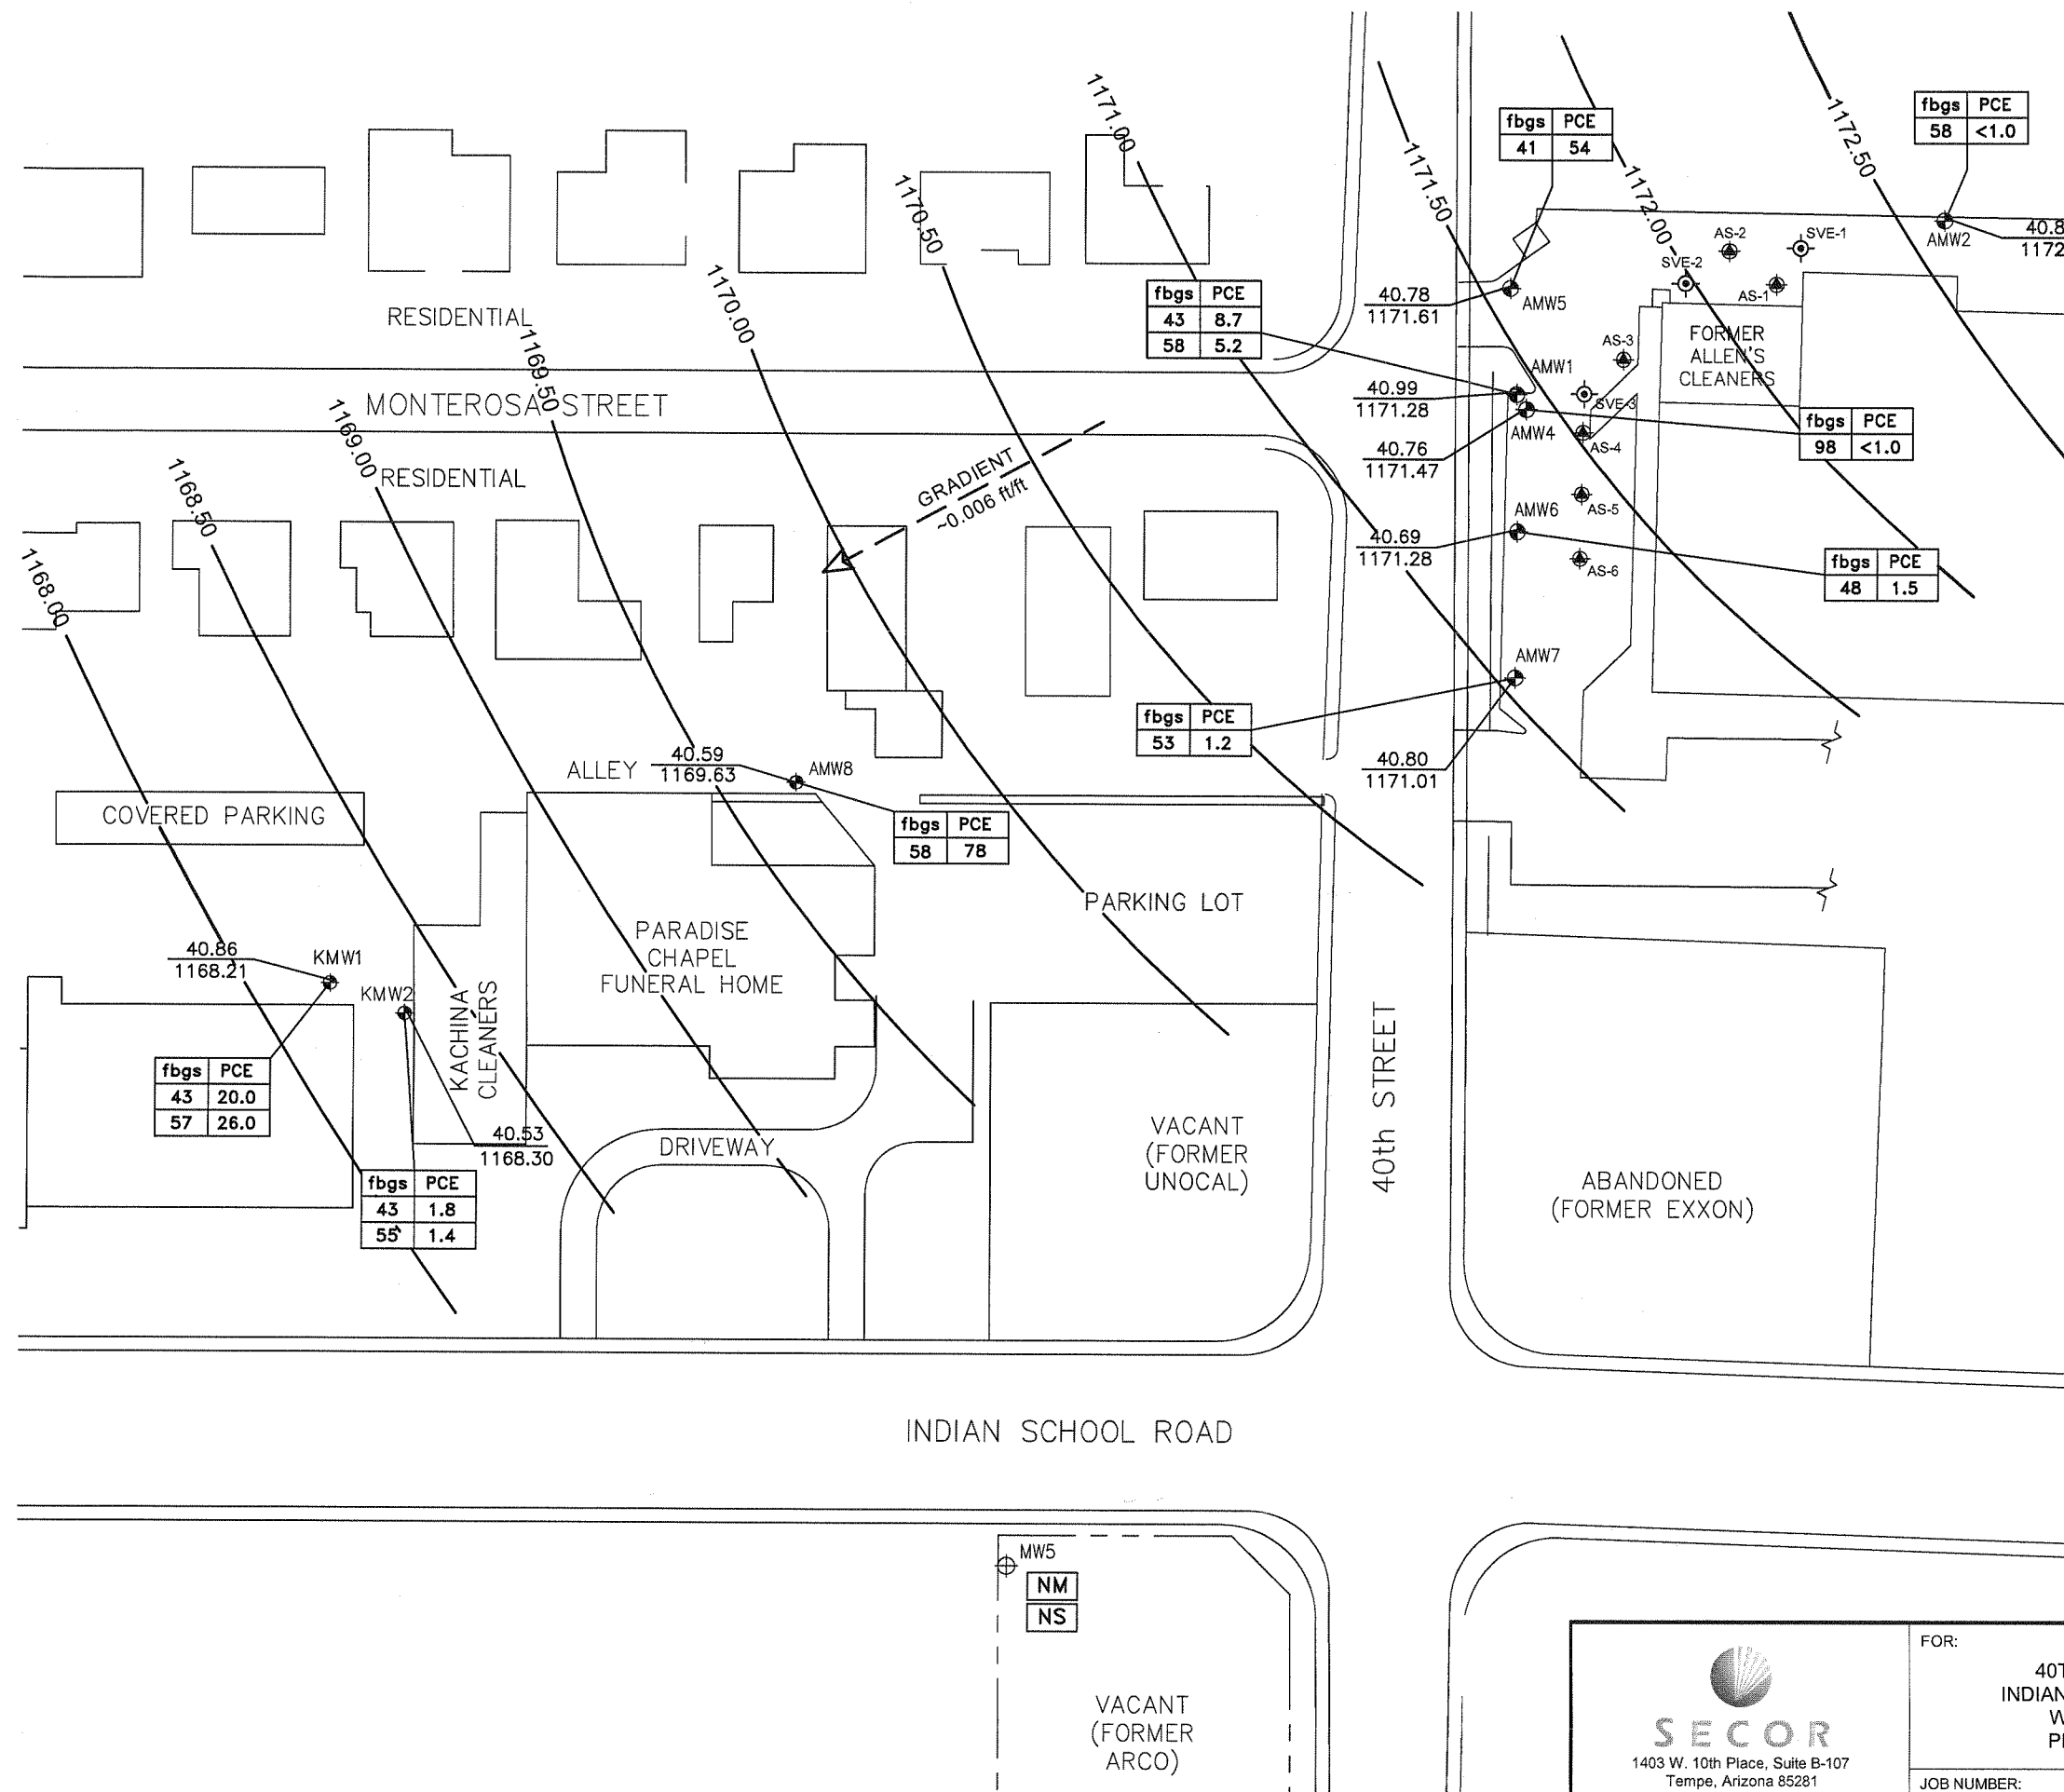 1171.00
1172.50
fbgs PCE
58 <1.0
fbgs PCE
41 54
1171.50
1172.00
1170.50
AMW2
40.8
1172
AS-2
SVE-1
SVE-2
AS-1
1170.00
fbgs PCE
43 8.7
58 5.2
40.78
1171.61
AMW5
RESIDENTIAL
1169.50
FORMER
ALLEN'S
CLEANERS
AS-3
AMW1
40.99
1171.28
SVE-3
MONTEROSA STREET
1169.00
fbgs PCE
98 <1.0
AMW4
AS-4
40.76
1171.47
GRADIENT
~0.006 ft/ft
RESIDENTIAL
1168.50
AS-5
AMW6
40.69
1171.28
AS-6
fbgs PCE
48 1.5
1168.00
AMW7
fbgs PCE
53 1.2
40.80
1171.01
ALLEY
40.59
1169.63
AMW8
COVERED PARKING
fbgs PCE
58 78
PARKING LOT
PARADISE
CHAPEL
FUNERAL HOME
40.86
1168.21
KMW1
KMW2
KACHINA
CLEANERS
40th STREET
fbgs PCE
43 20.0
57 26.0
40.53
1168.30
DRIVEWAY
VACANT
(FORMER
UNOCAL)
ABANDONED
(FORMER EXXON)
fbgs PCE
43 1.8
55 1.4
INDIAN SCHOOL ROAD
MW5
NM
NS
VACANT
(FORMER
ARCO)
SECOR
1403 W. 10th Place, Suite B-107
Tempe, Arizona 85281
FOR:
40T
INDIAN
W
P
JOB NUMBER: